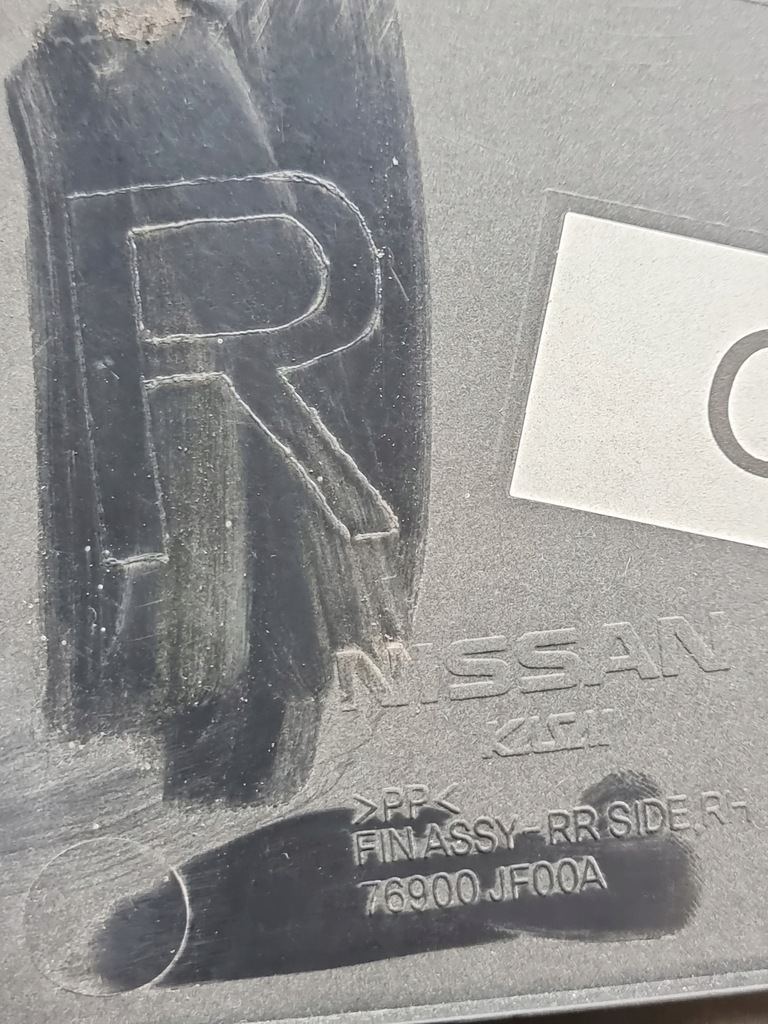 R
NISSAN
>PP<
FIN ASSY-RR SIDE, RH
76900 JF00A